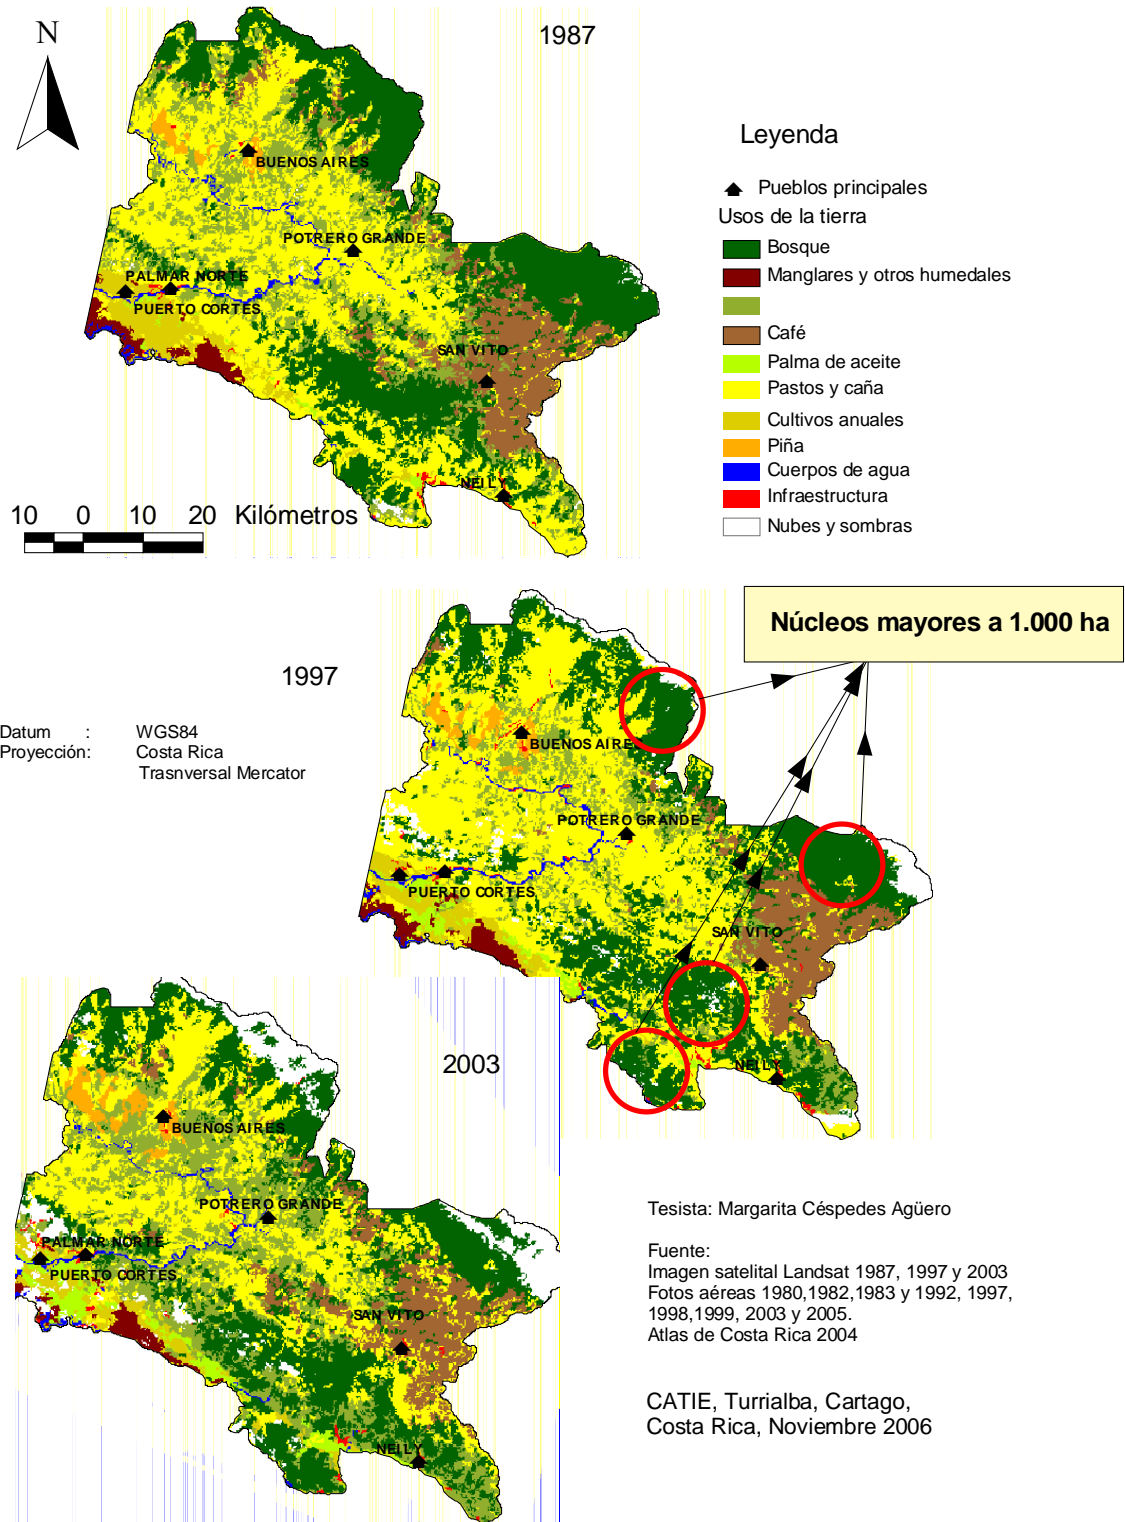 N
1987
BUENOS AIRES
POTRERO GRANDE
PALMAR NORTE
PUERTO CORTES
SAN VITO
NEILY
10 0 10 20 Kilómetros
Leyenda
Pueblos principales
Usos de la tierra
Bosque
Manglares y otros humedales
Café
Palma de aceite
Pastos y caña
Cultivos anuales
Piña
Cuerpos de agua
Infraestructura
Nubes y sombras
Núcleos mayores a 1.000 ha
1997
Datum : WGS84
Proyección: Costa Rica
Trasnversal Mercator
BUENOS AIRES
POTRERO GRANDE
PUERTO CORTES
SAN VITO
NEILY
2003
BUENOS AIRES
POTRERO GRANDE
PALMAR NORTE
PUERTO CORTES
SAN VITO
NEILY
Tesista: Margarita Céspedes Agüero
Fuente:
Imagen satelital Landsat 1987, 1997 y 2003
Fotos aéreas 1980,1982,1983 y 1992, 1997,
1998,1999, 2003 y 2005.
Atlas de Costa Rica 2004
CATIE, Turrialba, Cartago,
Costa Rica, Noviembre 2006